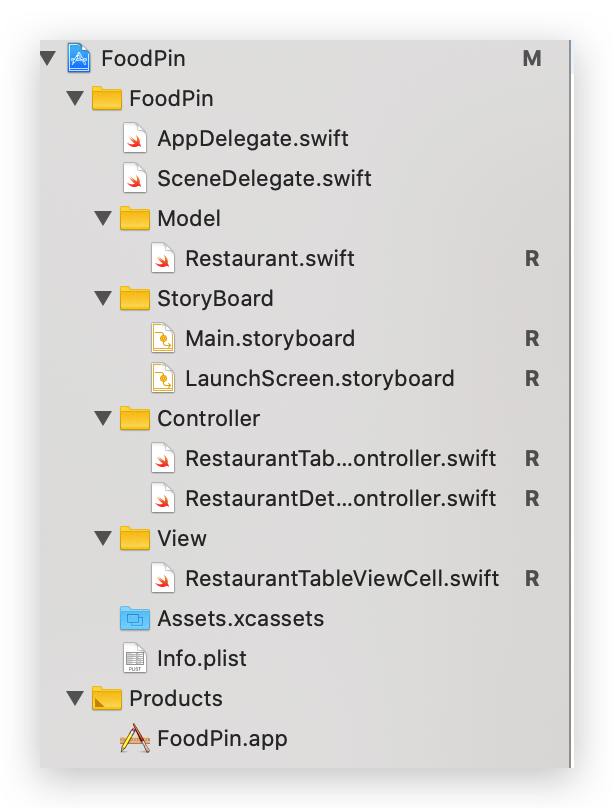 FoodPin M
FoodPin
AppDelegate.swift
SceneDelegate.swift
Model
Restaurant.swift R
StoryBoard
Main.storyboard R
LaunchScreen.storyboard R
Controller
RestaurantTab...ontroller.swift R
RestaurantDet...ontroller.swift R
View
RestaurantTableViewCell.swift R
Assets.xcassets
PLIST Info.plist
Products
FoodPin.app